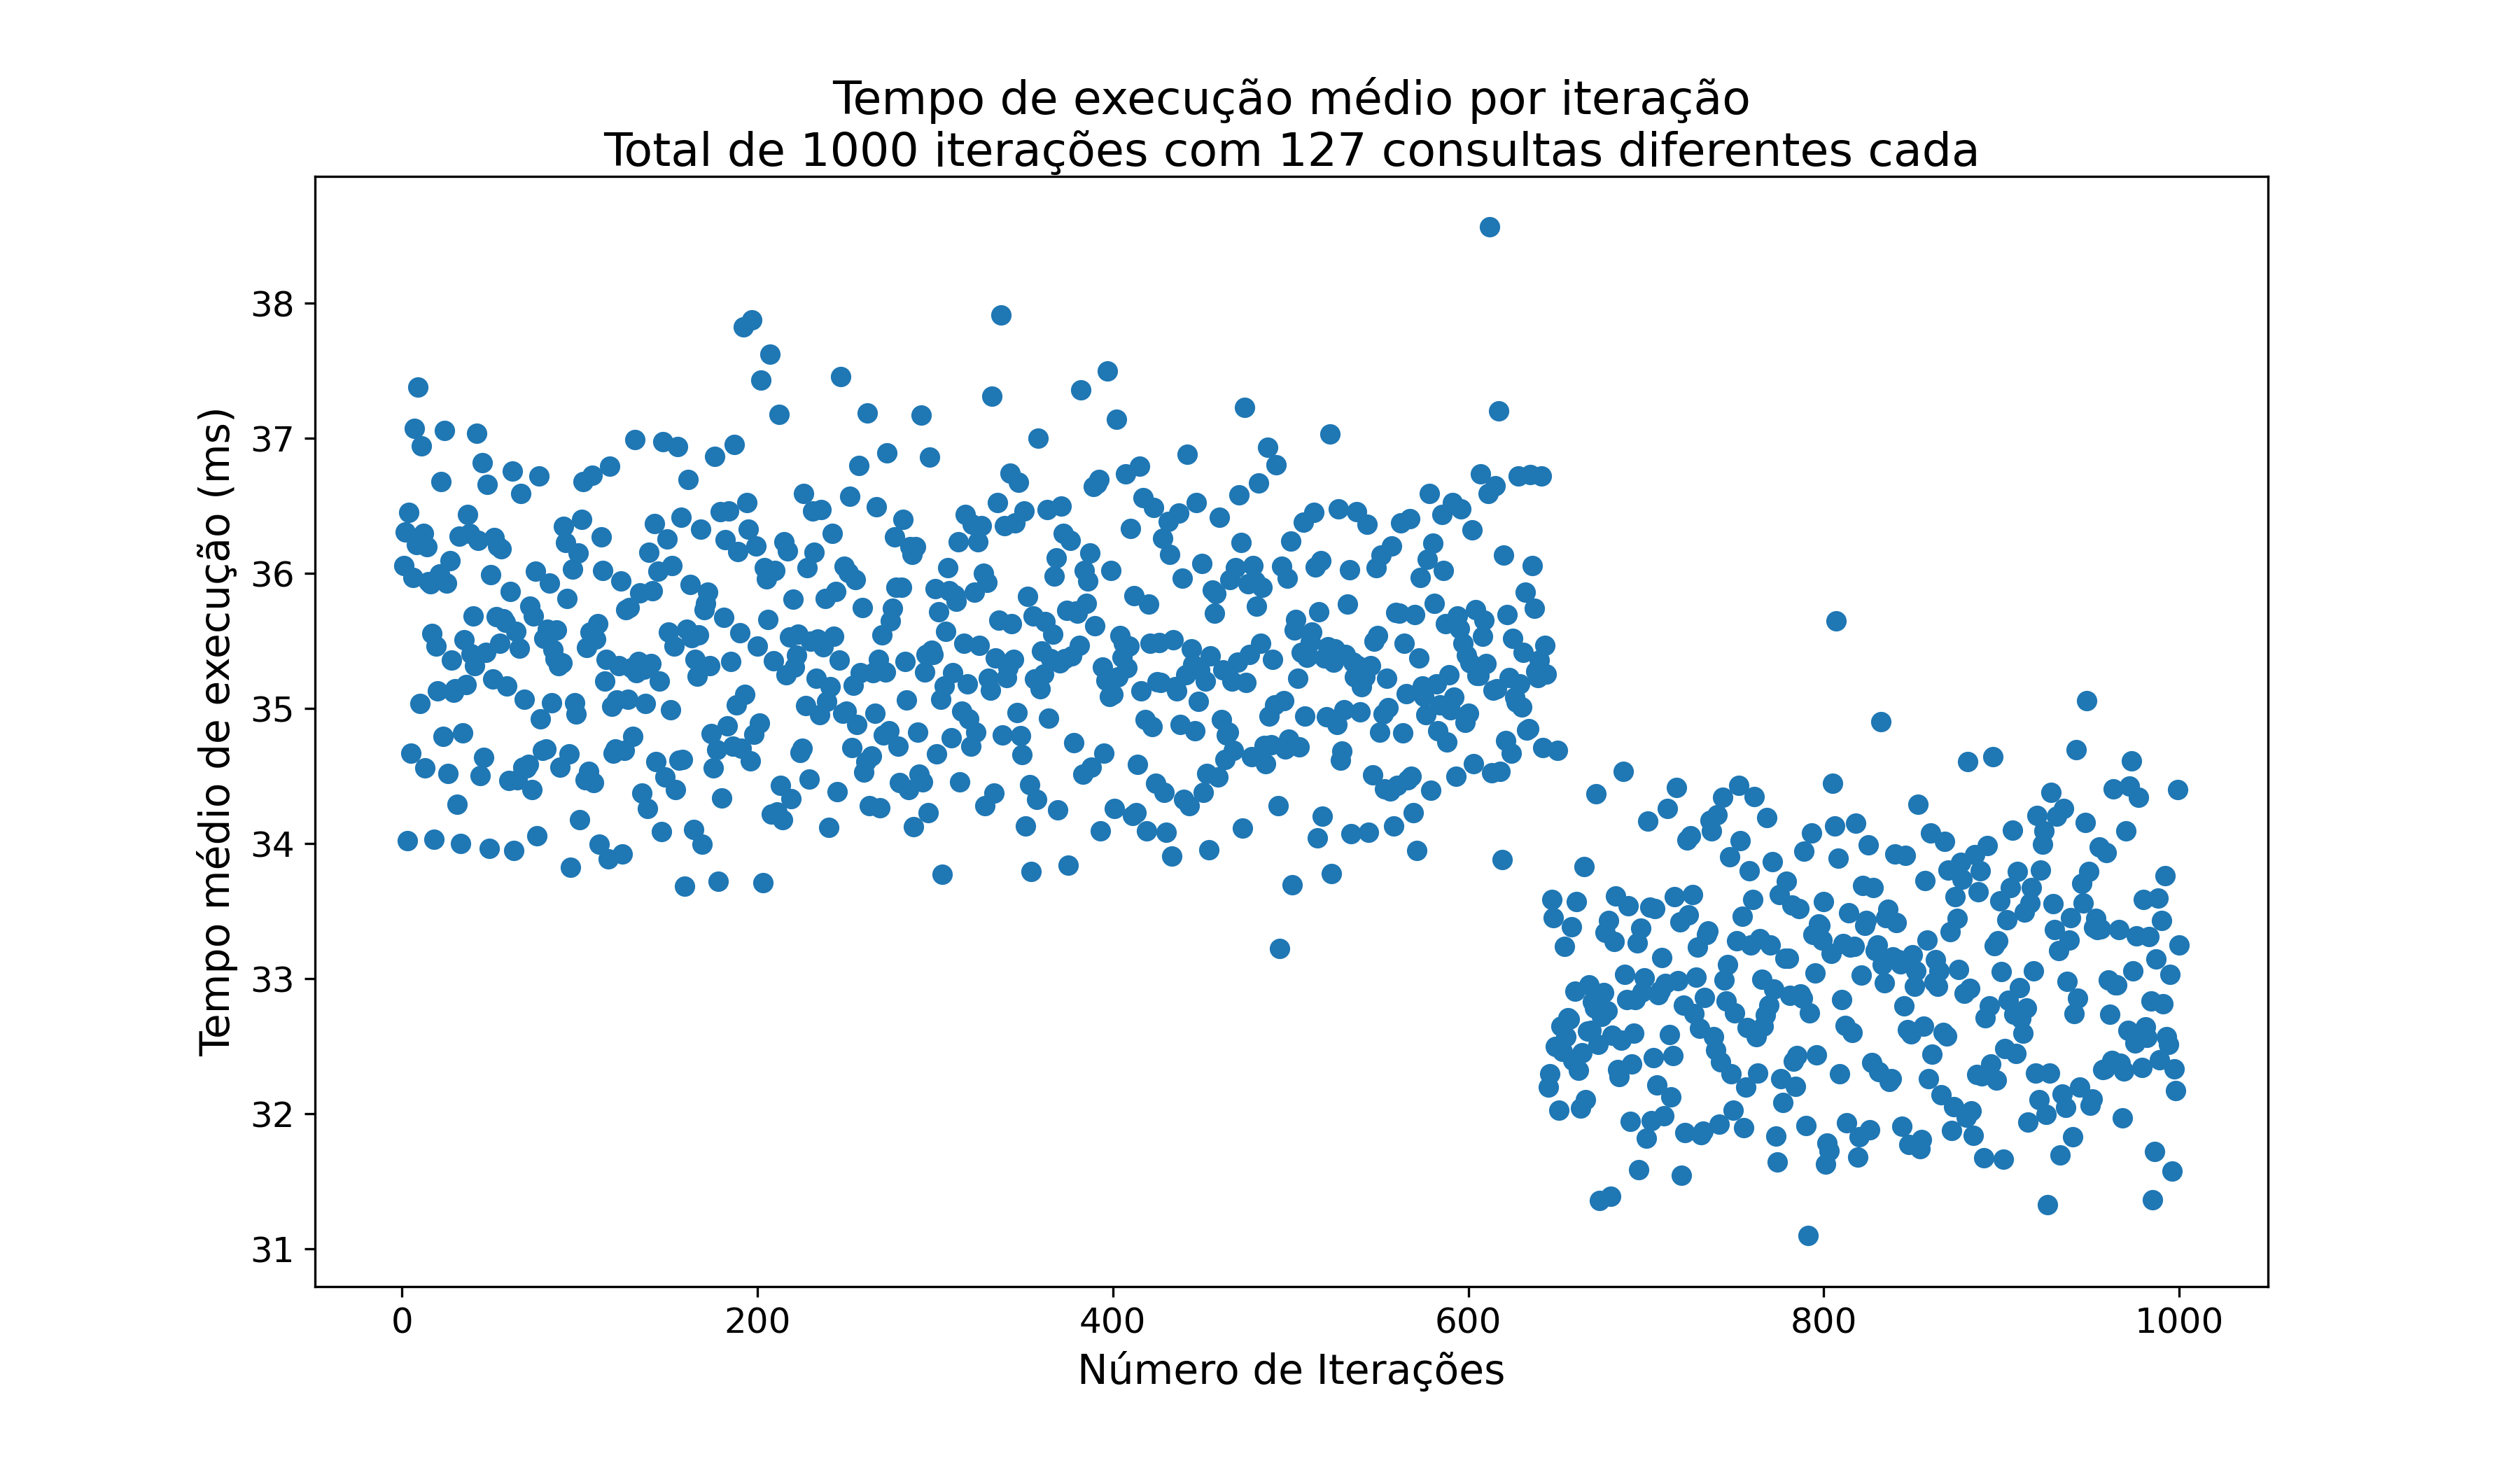 Tempo de execução médio por iteração
Total de 1000 iterações com 127 consultas diferentes cada
Tempo médio de execução (ms)
38
37
36
35
34
33
32
31
0 200 400 600 800 1000
Número de Iterações